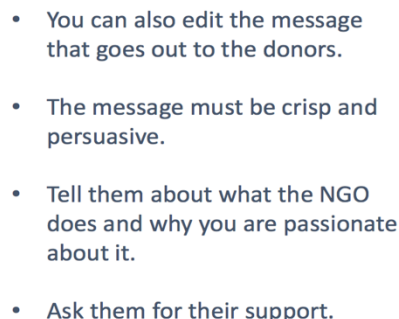 • You can also edit the message
that goes out to the donors.
• The message must be crisp and
persuasive.
• Tell them about what the NGO
does and why you are passionate
about it.
• Ask them for their support.